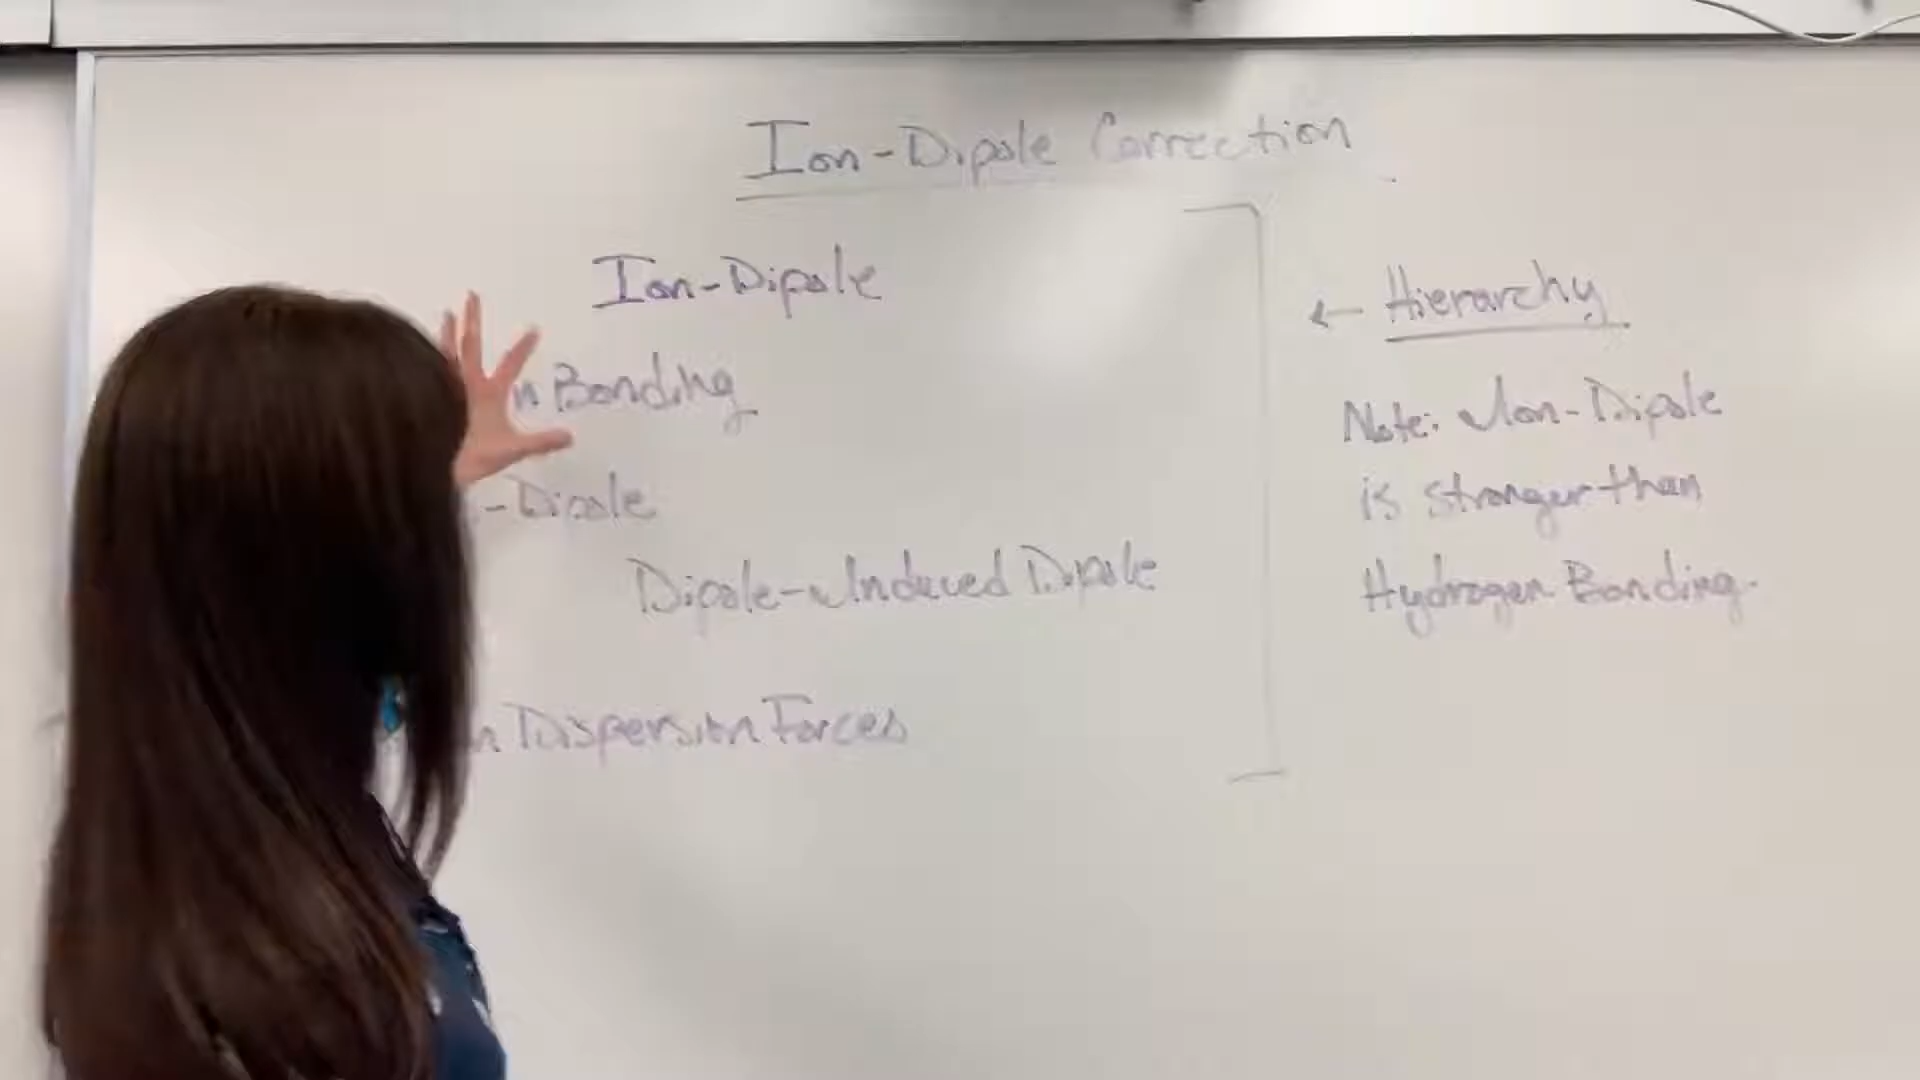 Ion-Dipole Correction
Ion-Dipole
n Bonding
-Dipole
Dipole-Induced Dipole
n Dispersion Forces
← Hierarchy
Note: Ion-Dipole
is stronger than
Hydrogen Bonding.